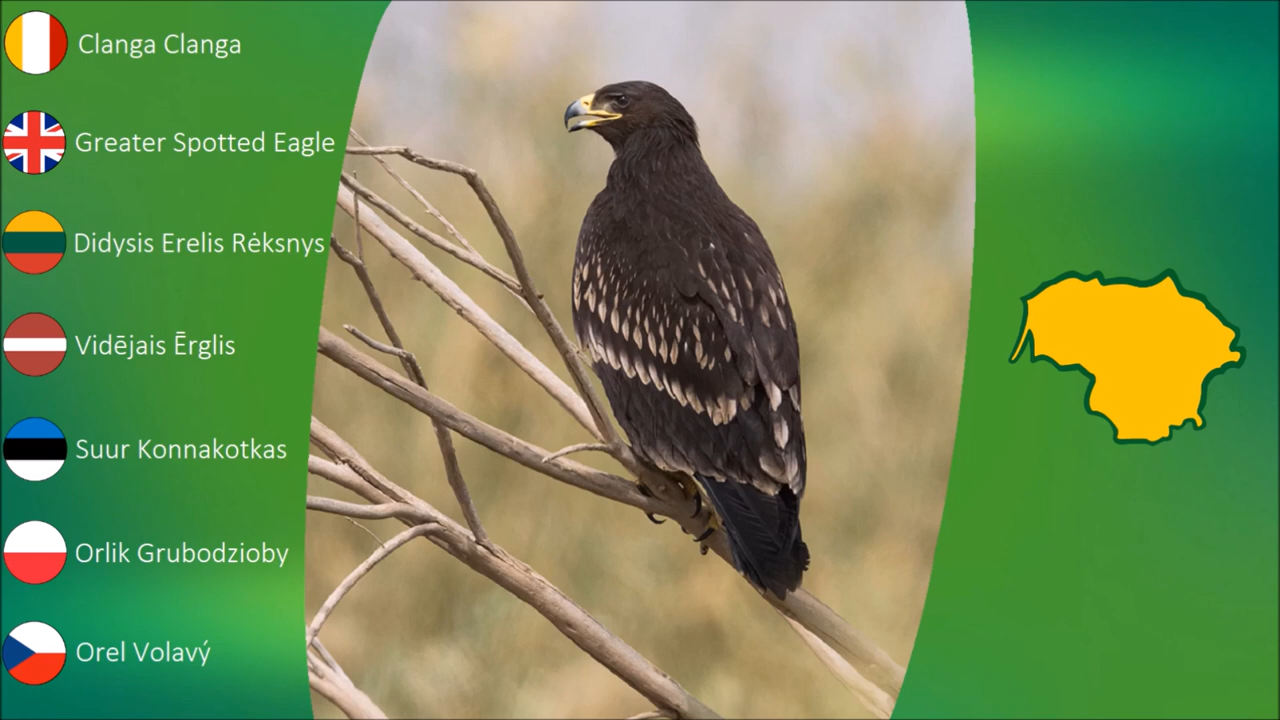 Clanga Clanga
Greater Spotted Eagle
Didysis Erelis Rėksnys
Vidējais Ērglis
Suur Konnakotkas
Orlik Grubodzioby
Orel Volavý